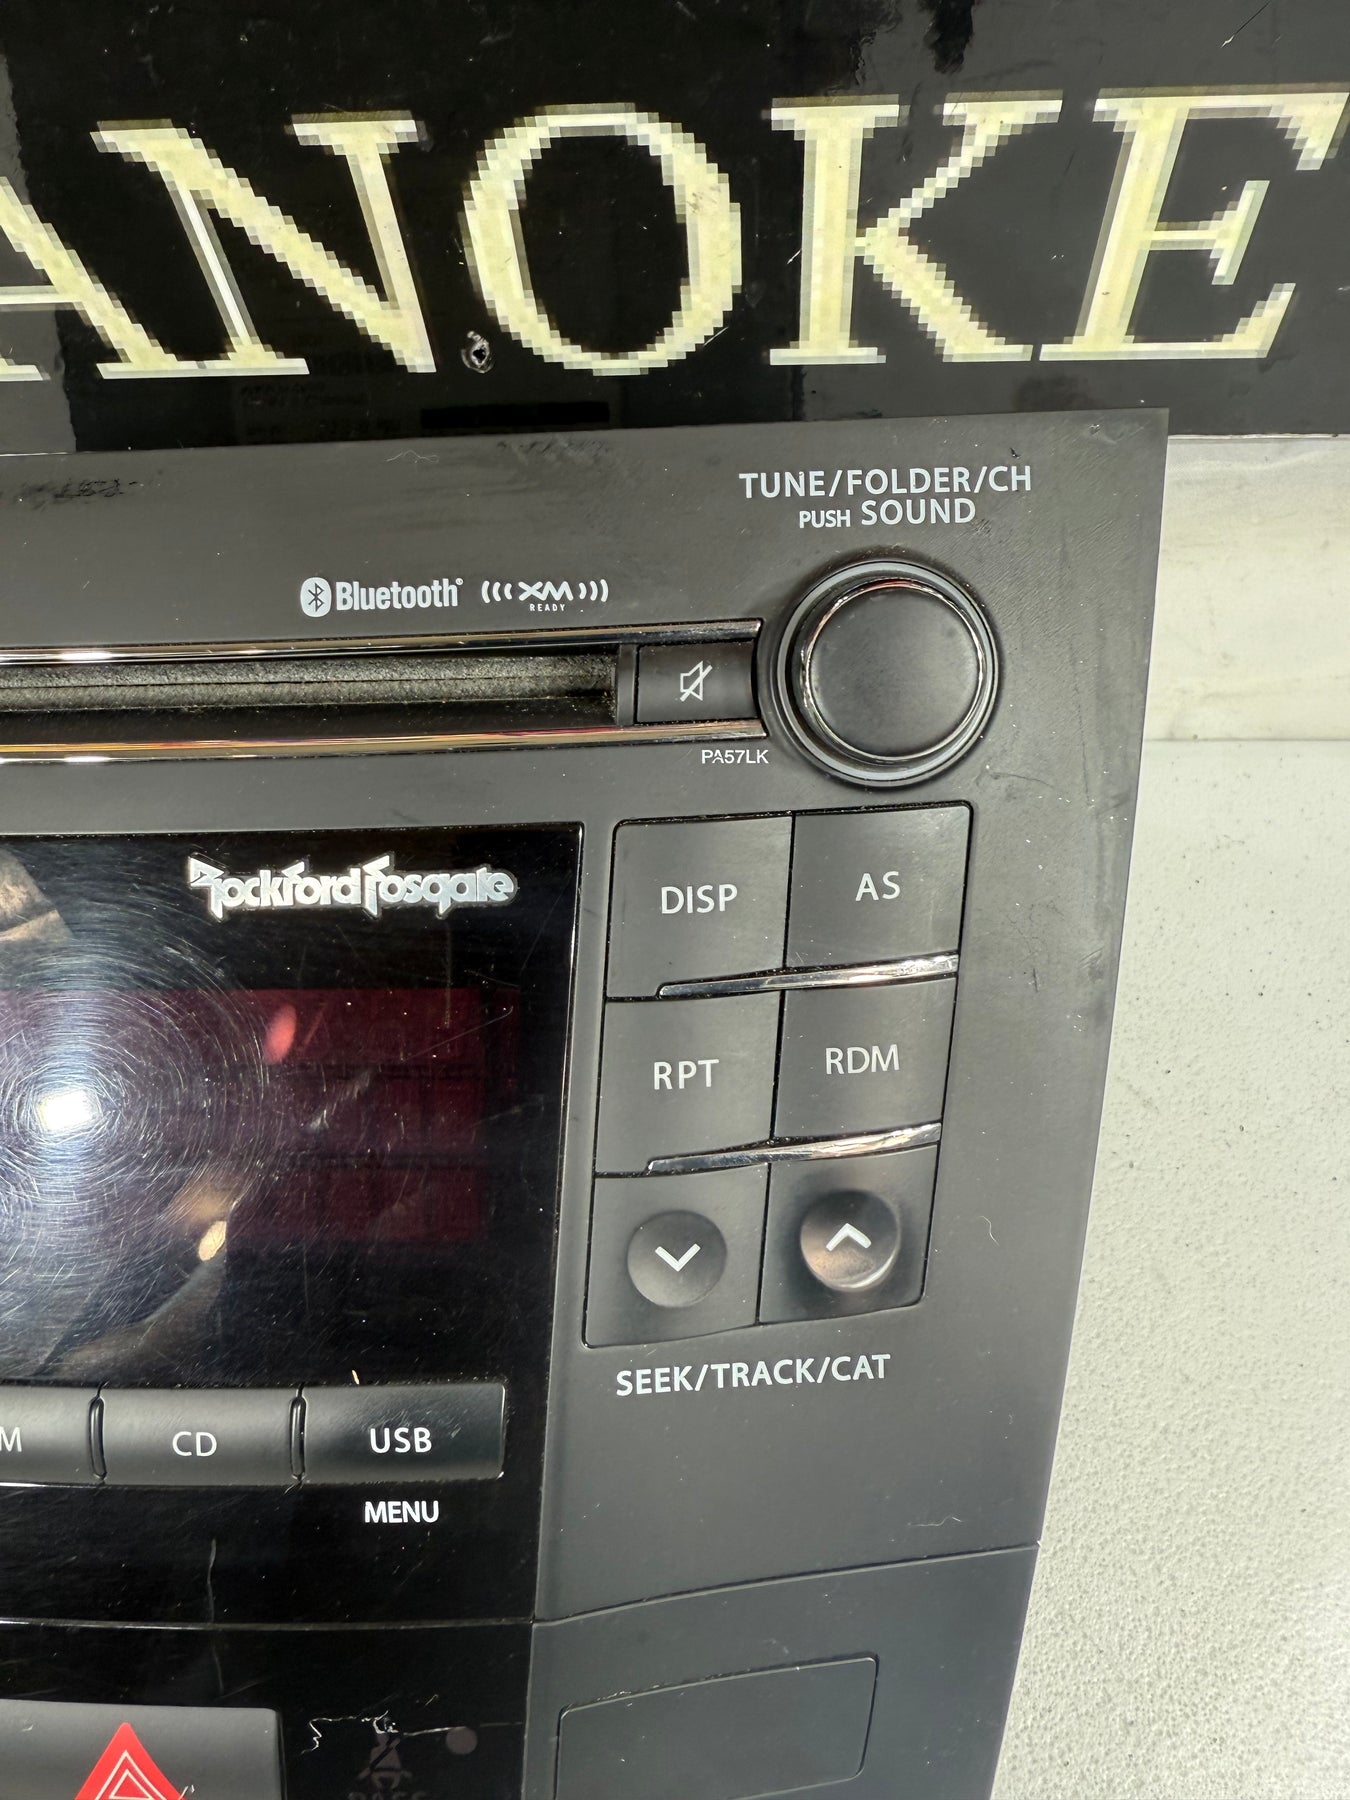 ANOKE
TUNE/FOLDER/CH
PUSH SOUND
Bluetooth XM
READY
PA57LK
Rockford Fosgate
DISP AS
RPT RDM
SEEK/TRACK/CAT
M CD USB
MENU